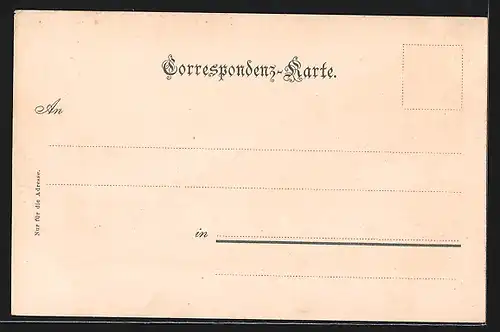 Correspondenz-Karte.
An
Nur für die Adresse.
in